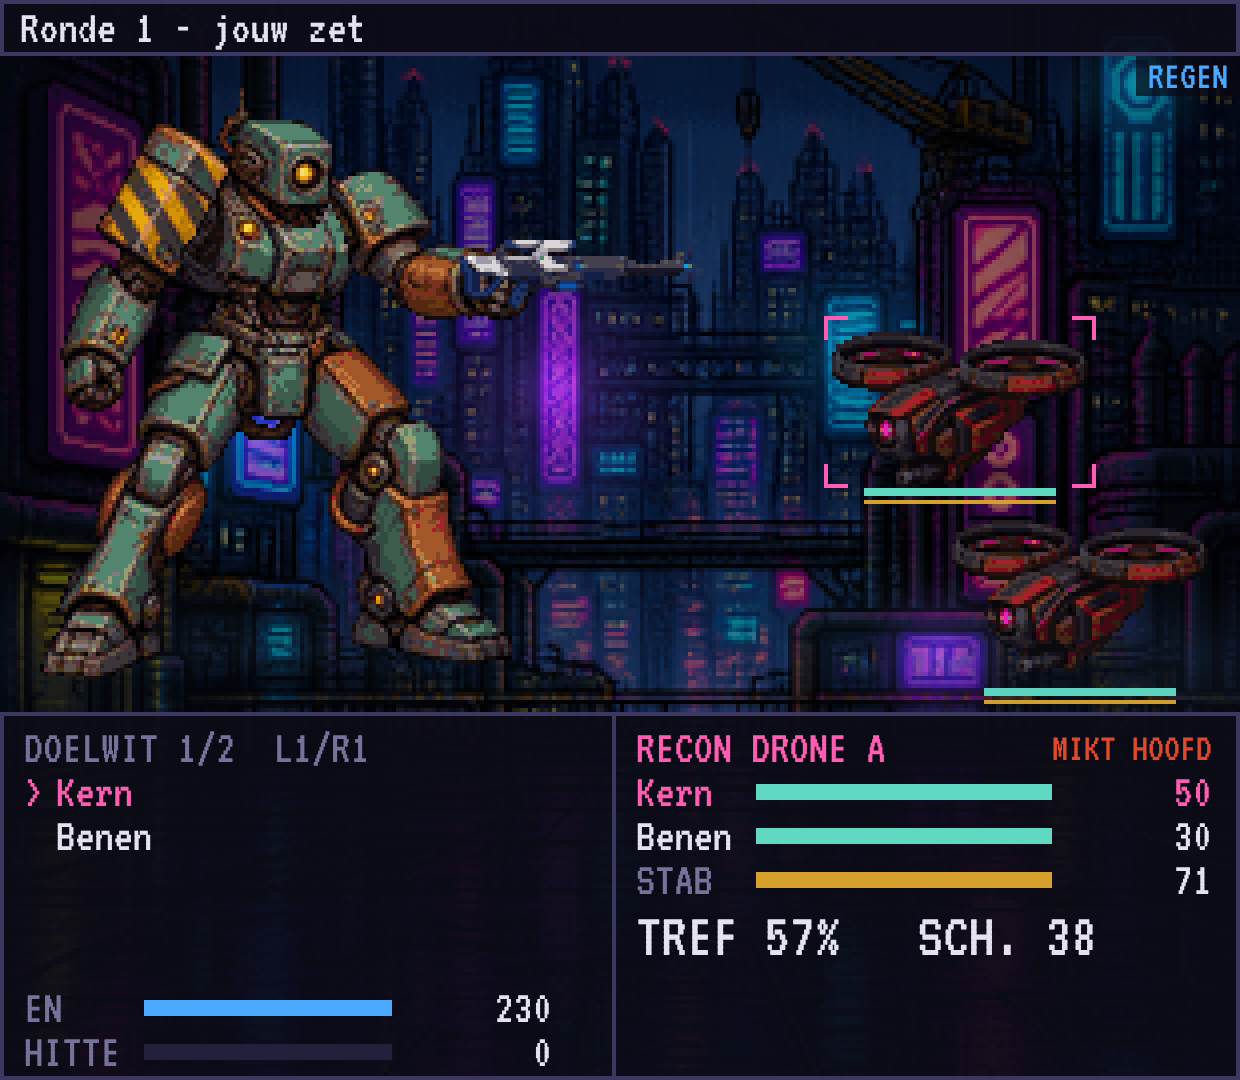 Ronde 1 - jouw zet
REGEN
DOELWIT 1/2 L1/R1
> Kern
Benen
EN 230
HITTE 0
RECON DRONE A MIKT HOOFD
Kern 50
Benen 30
STAB 71
TREF 57% SCH. 38